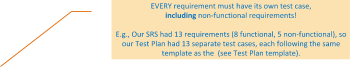 EVERY requirement must have its own test case,
including non-functional requirements!
E.g., Our SRS had 13 requirements (8 functional, 5 non-functional), so
our Test Plan had 13 separate test cases, each following the same
template as the  (see Test Plan template).